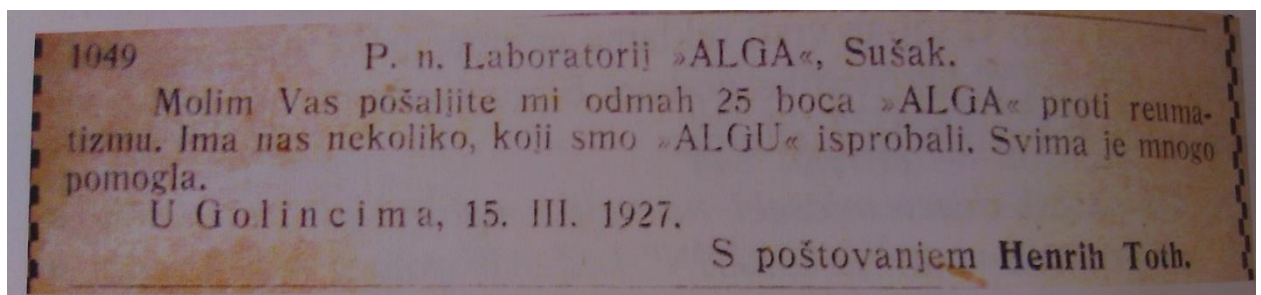 1049 P. n. Laboratorij »ALGA«, Sušak.
Molim Vas pošaljite mi odmah 25 boca »ALGA« proti reuma-
tizmu. Ima nas nekoliko, koji smo »ALGU« isprobali. Svima je mnogo
pomogla.
U Golincima, 15. III. 1927.
S poštovanjem Henrih Toth.